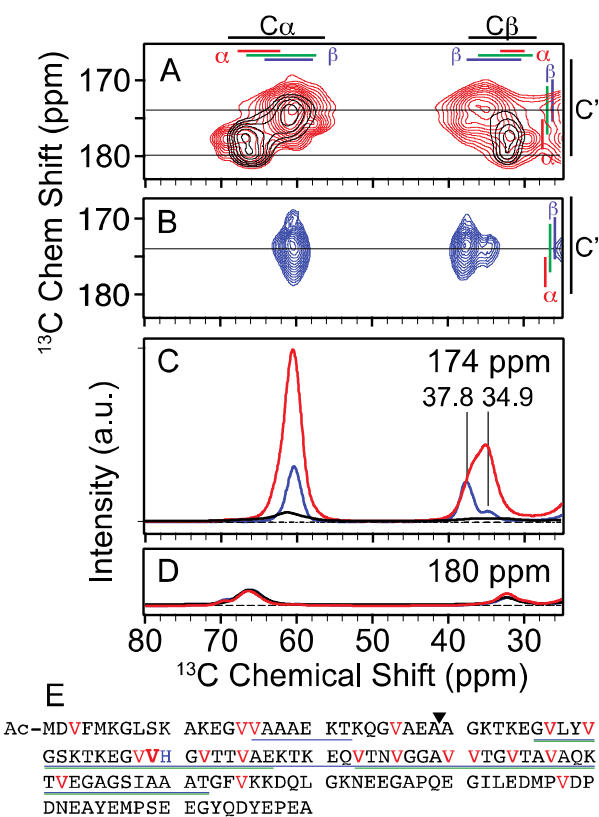 Cα Cβ
α β α
A β
170
180
α C'
B β
170
180
α C'
¹³C Chem Shift (ppm)
C 174 ppm
37.8 34.9
Intensity (a.u.)
D 180 ppm
80 70 60 50 40 30
¹³C Chemical Shift (ppm)
E
Ac-MDVFMKGLSK AKEGVVAAAE KTKQGVAEAA GKTKEGVLYV
GSKTKEGVVH GVTTVAEKTK EQVTNVGGAV VTGVTAVAQK
TVEGAGSIAA ATGFVKKDQL GKNEEGAPQE GILEDMPVDP
DNEAYEMPSE EGYQDYEPEA